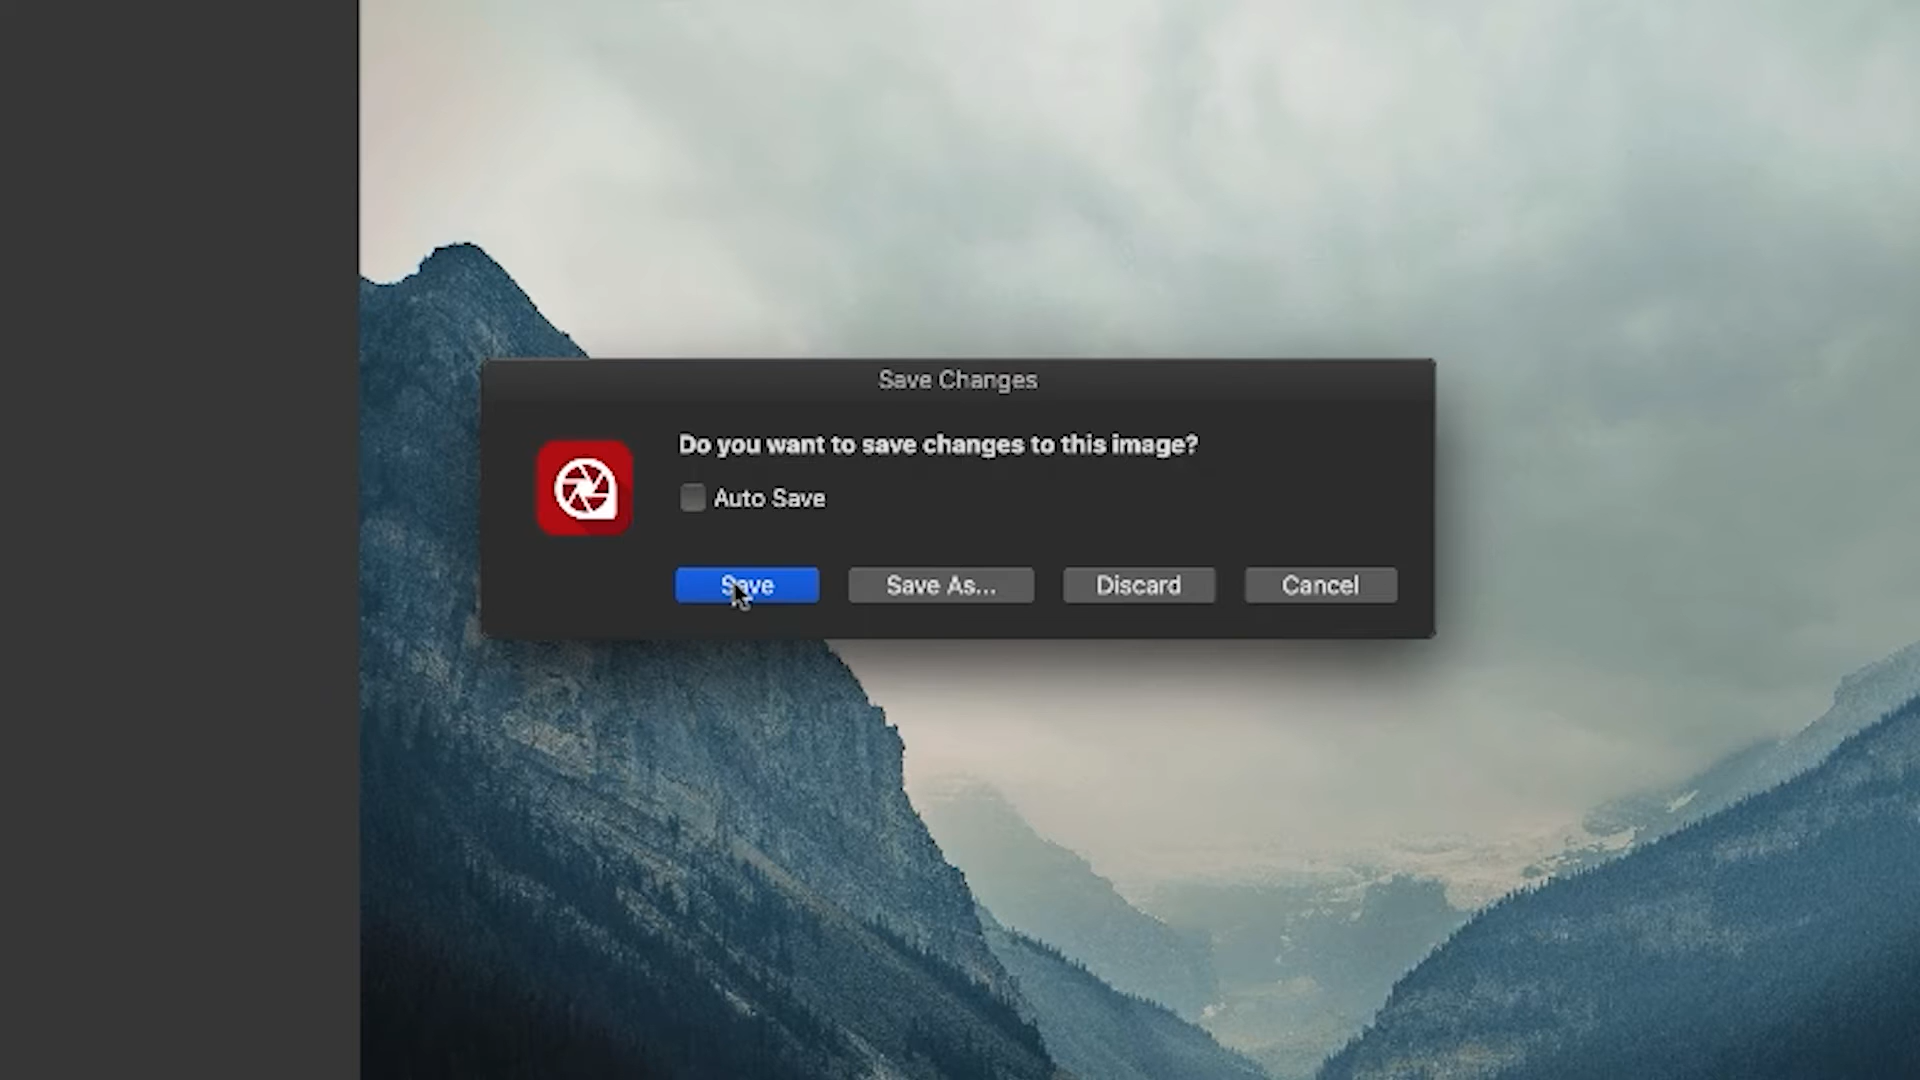 Save Changes
Do you want to save changes to this image?
Auto Save
Save
Save As...
Discard
Cancel